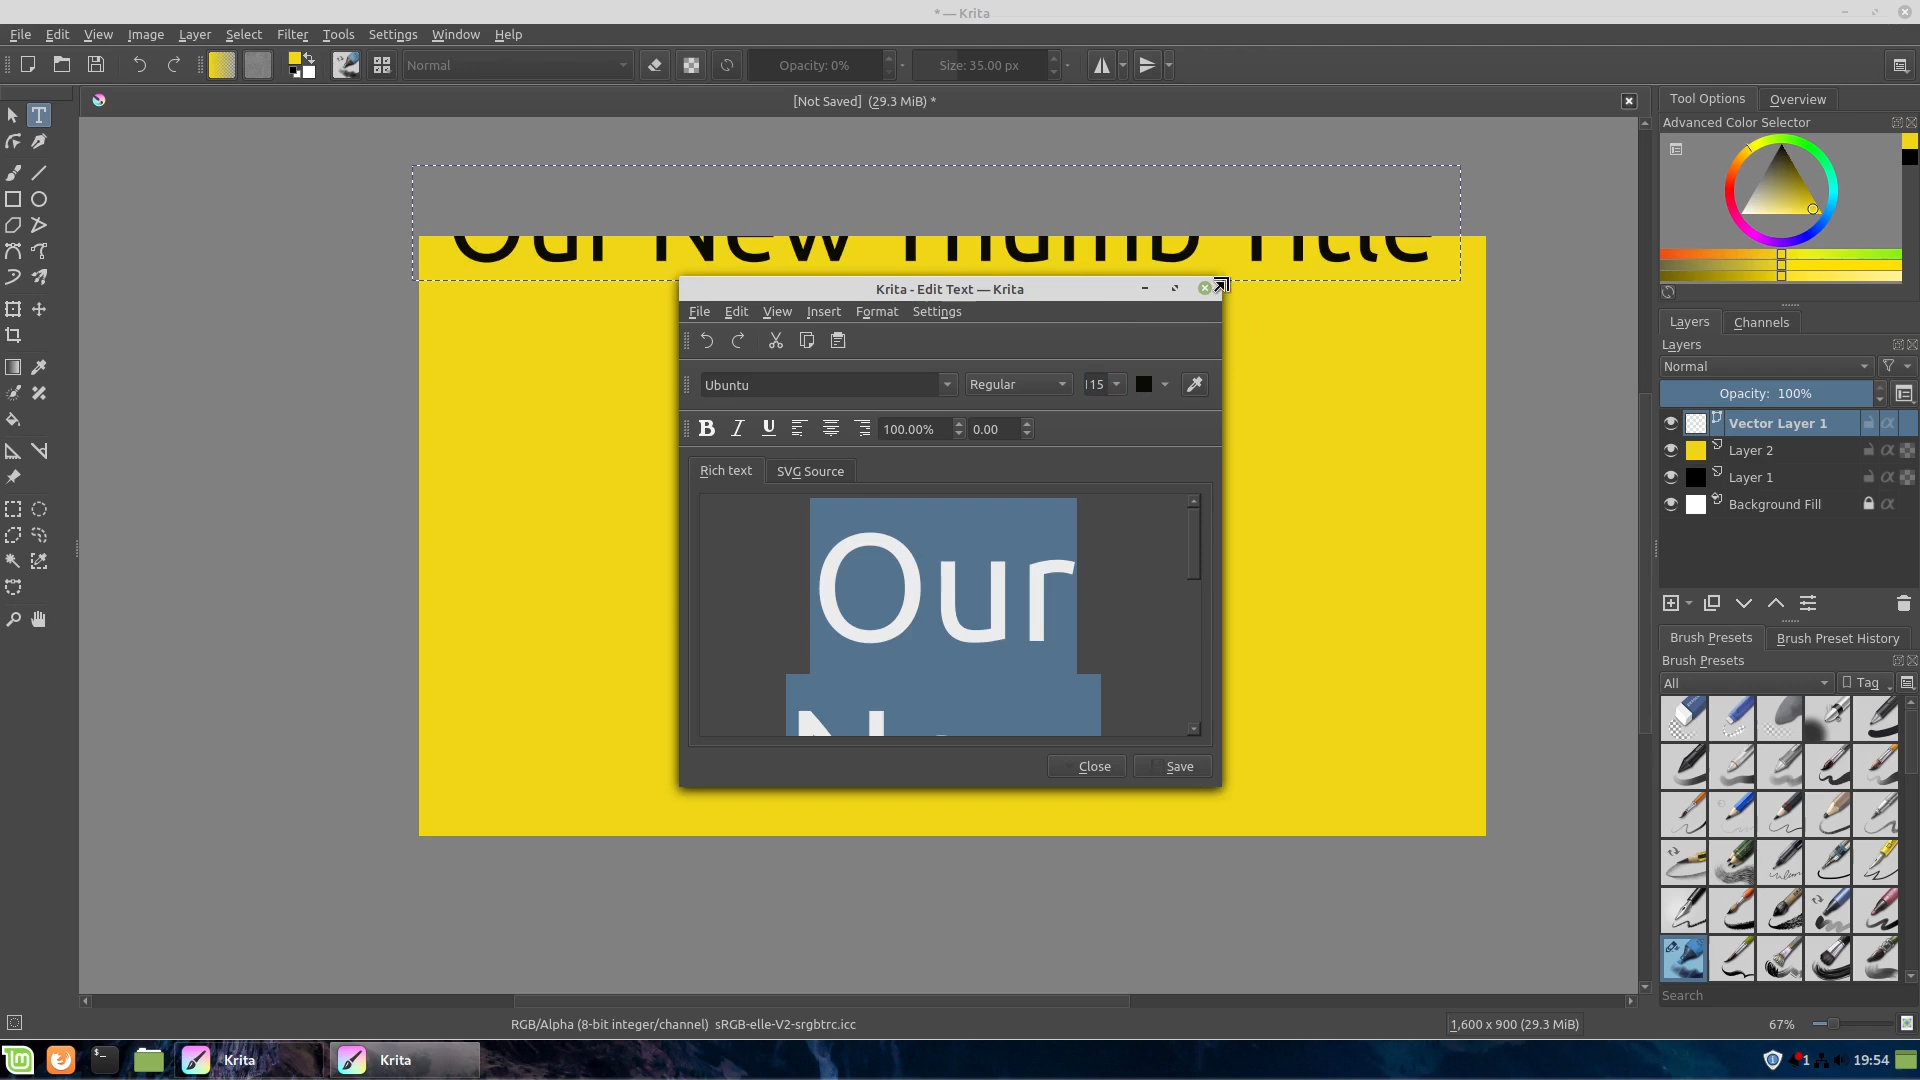 * — Krita
File Edit View Image Layer Select Filter Tools Settings Window Help
Normal
Opacity: 0%
Size: 35.00 px
[Not Saved] (29.3 MiB) *
Our New Thumb Title
Krita - Edit Text — Krita
File Edit View Insert Format Settings
Ubuntu
Regular
115
B I U
100.00%
0.00
Rich text
SVG Source
Our
Close
Save
Tool Options
Overview
Advanced Color Selector
Layers
Channels
Layers
Normal
Opacity: 100%
Vector Layer 1
Layer 2
Layer 1
Background Fill
Brush Presets
Brush Preset History
Brush Presets
All
Tag
Search
RGB/Alpha (8-bit integer/channel) sRGB-elle-V2-srgbtrc.icc
1,600 x 900 (29.3 MiB)
67%
Krita
Krita
1
19:54